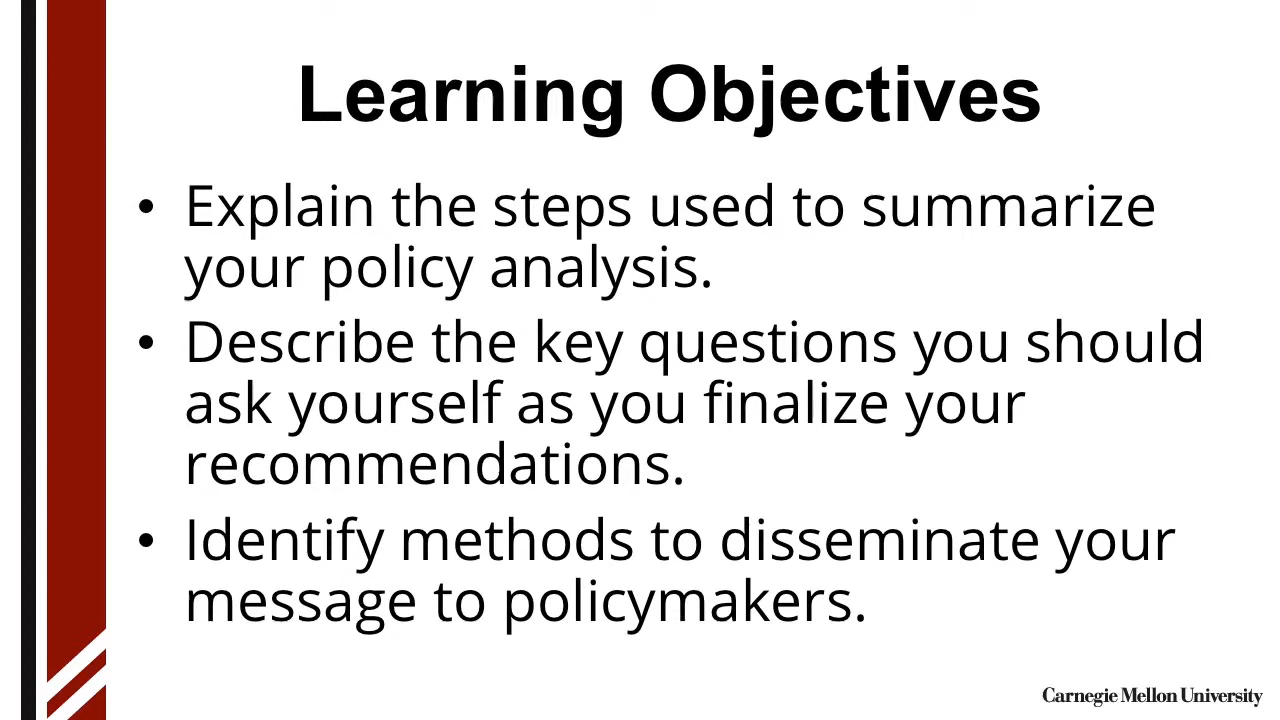 Learning Objectives
• Explain the steps used to summarize
your policy analysis.
• Describe the key questions you should
ask yourself as you finalize your
recommendations.
• Identify methods to disseminate your
message to policymakers.
Carnegie Mellon University